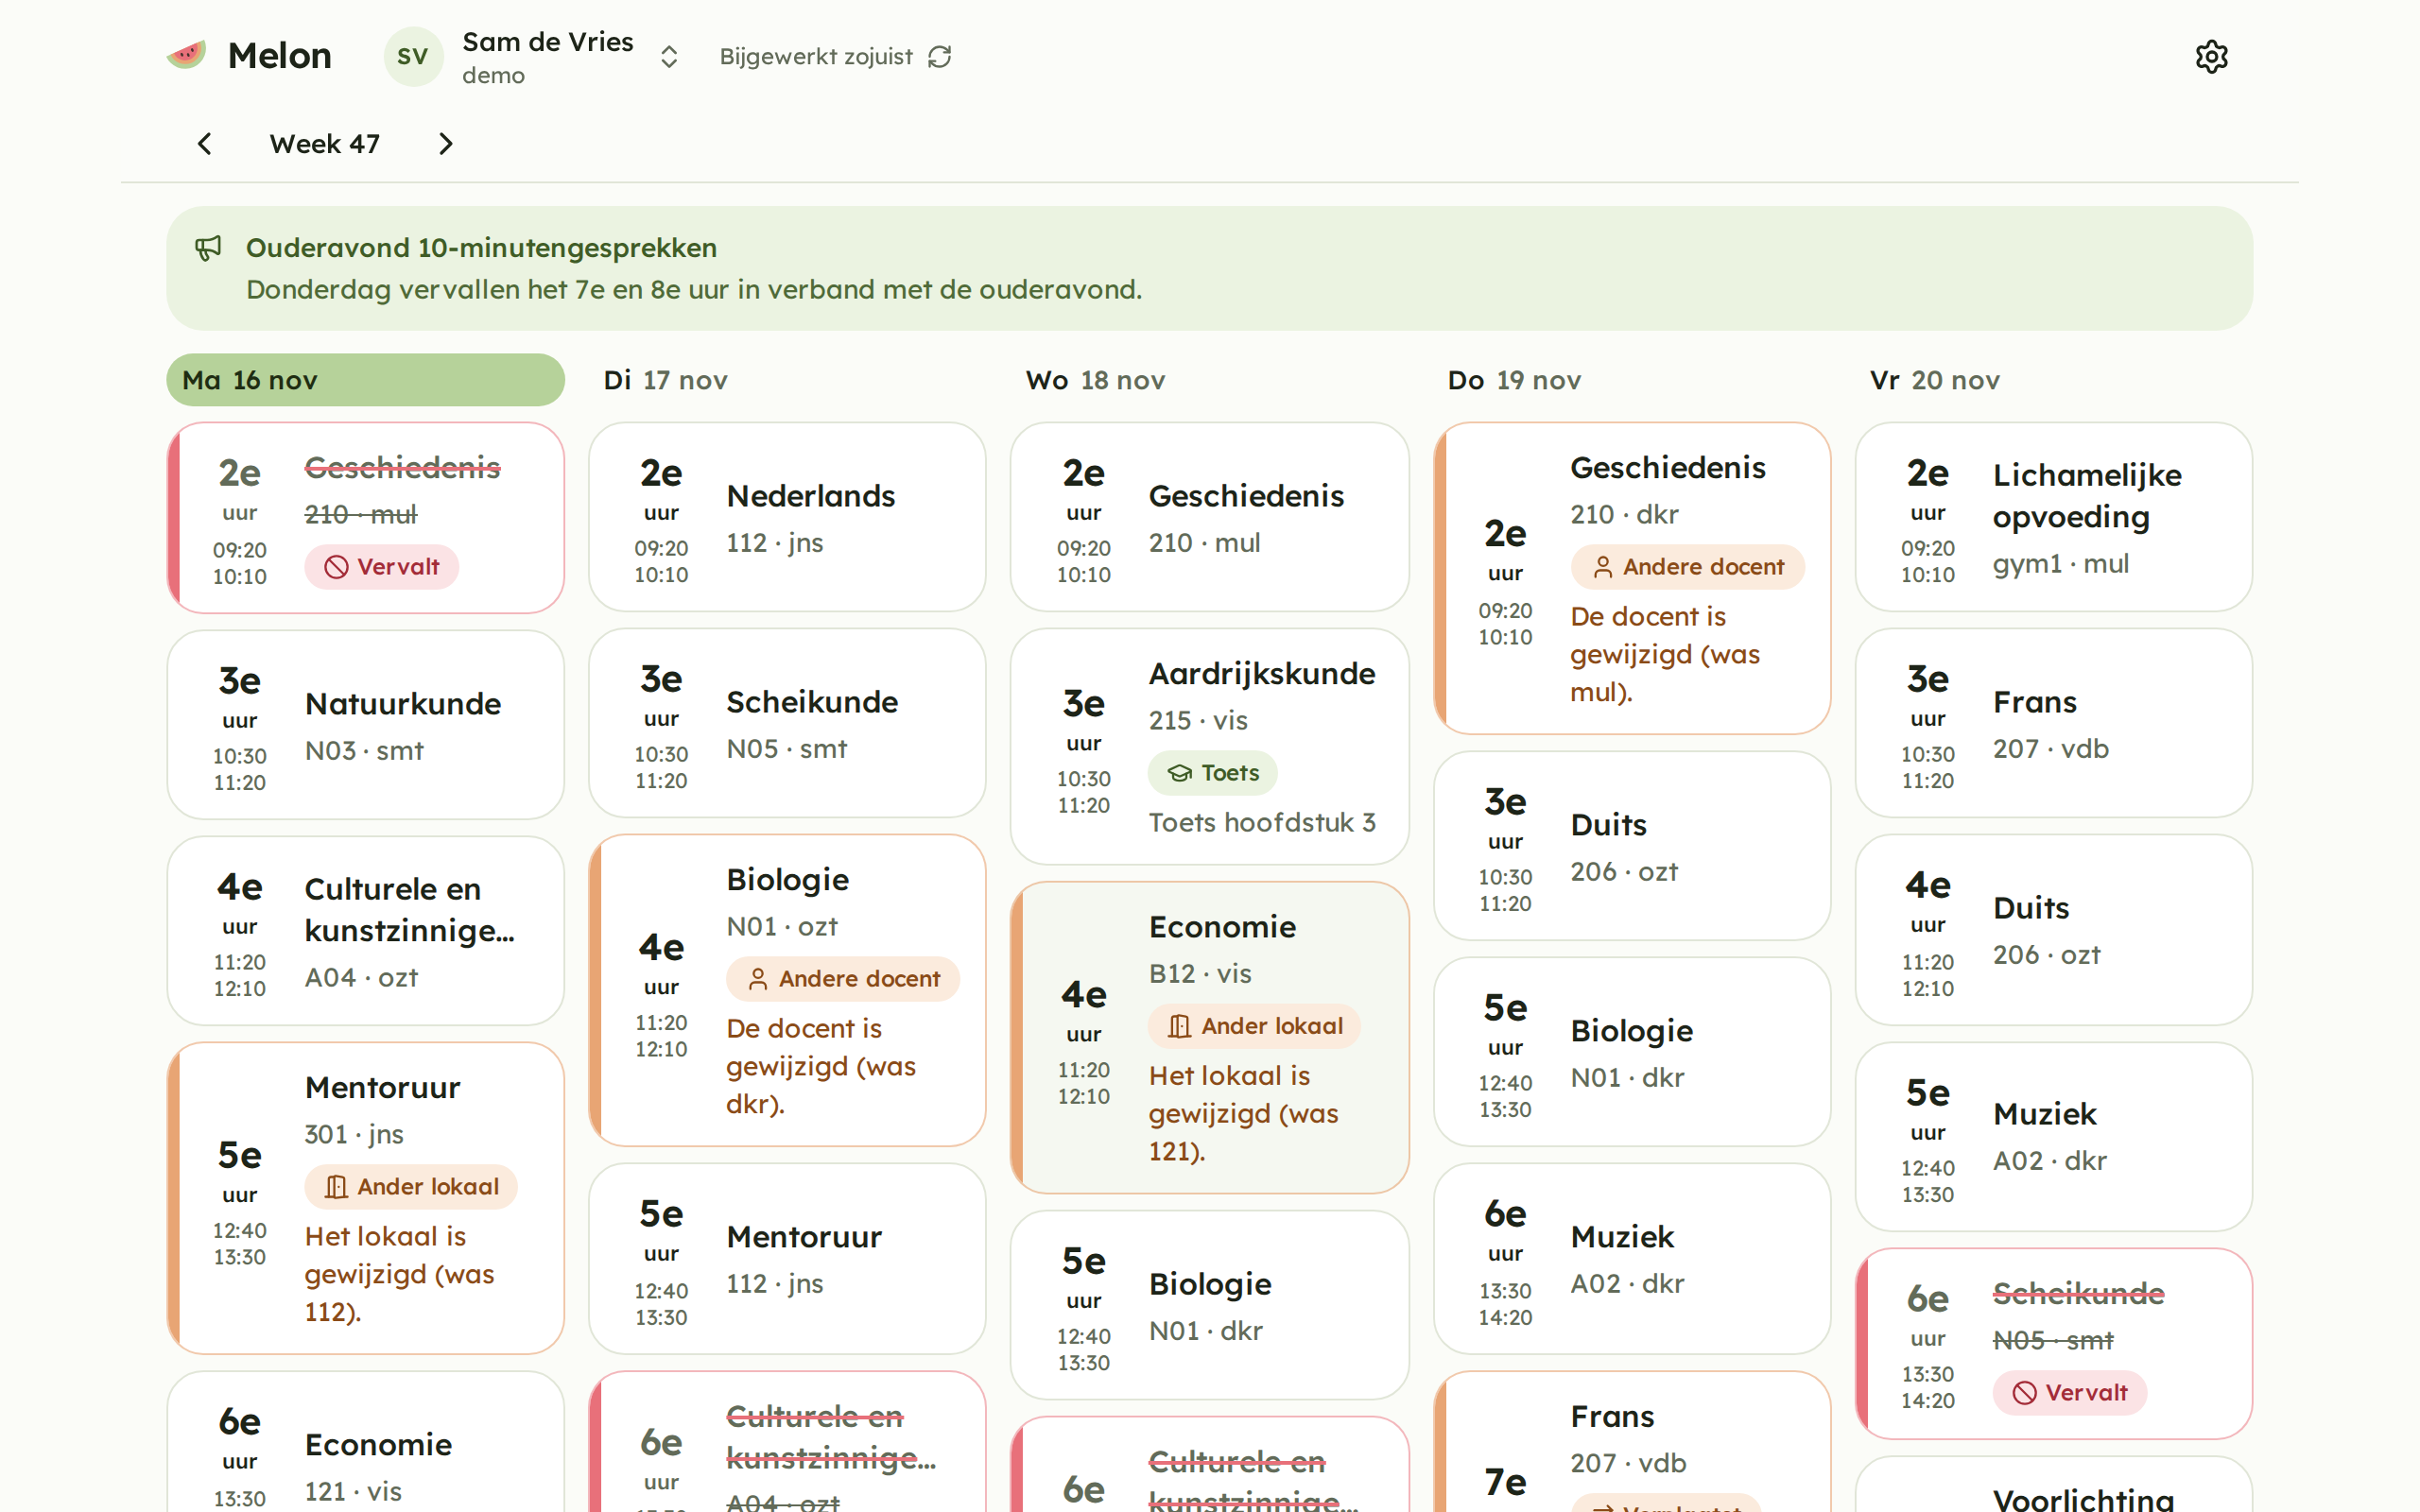 Melon
SV
Sam de Vries
demo
Bijgewerkt zojuist
Week 47
Ouderavond 10-minutengesprekken
Donderdag vervallen het 7e en 8e uur in verband met de ouderavond.
Ma 16 nov
2e
uur
09:20
10:10
Geschiedenis
210 · mul
Vervalt
3e
uur
10:30
11:20
Natuurkunde
N03 · smt
4e
uur
11:20
12:10
Culturele en
kunstzinnige...
A04 · ozt
5e
uur
12:40
13:30
Mentoruur
301 · jns
Ander lokaal
Het lokaal is
gewijzigd (was
112).
6e
uur
13:30
Economie
121 · vis
Di 17 nov
2e
uur
09:20
10:10
Nederlands
112 · jns
3e
uur
10:30
11:20
Scheikunde
N05 · smt
4e
uur
11:20
12:10
Biologie
N01 · ozt
Andere docent
De docent is
gewijzigd (was
dkr).
5e
uur
12:40
13:30
Mentoruur
112 · jns
6e
uur
Culturele en
kunstzinnige...
A04 · ozt
Wo 18 nov
2e
uur
09:20
10:10
Geschiedenis
210 · mul
3e
uur
10:30
11:20
Aardrijkskunde
215 · vis
Toets
Toets hoofdstuk 3
4e
uur
11:20
12:10
Economie
B12 · vis
Ander lokaal
Het lokaal is
gewijzigd (was
121).
5e
uur
12:40
13:30
Biologie
N01 · dkr
6e
Culturele en
kunstzinnige...
Do 19 nov
2e
uur
09:20
10:10
Geschiedenis
210 · dkr
Andere docent
De docent is
gewijzigd (was
mul).
3e
uur
10:30
11:20
Duits
206 · ozt
5e
uur
12:40
13:30
Biologie
N01 · dkr
6e
uur
13:30
14:20
Muziek
A02 · dkr
7e
Frans
207 · vdb
Vr 20 nov
2e
uur
09:20
10:10
Lichamelijke
opvoeding
gym1 · mul
3e
uur
10:30
11:20
Frans
207 · vdb
4e
uur
11:20
12:10
Duits
206 · ozt
5e
uur
12:40
13:30
Muziek
A02 · dkr
6e
uur
13:30
14:20
Scheikunde
N05 · smt
Vervalt
Voorlichting